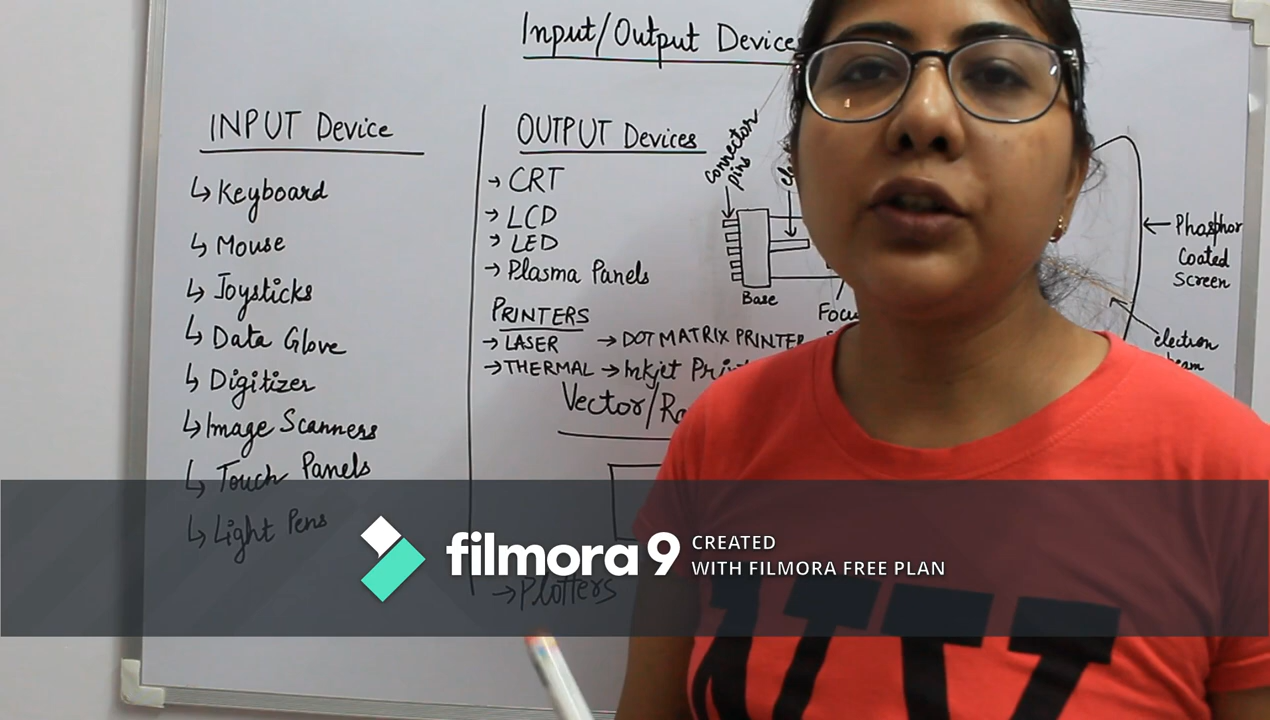 Input/Output Devices
INPUT Device
↳ Keyboard
↳ Mouse
↳ Joysticks
↳ Data Glove
↳ Digitizer
↳ Image Scanners
↳ Touch Panels
↳ Light Pens
OUTPUT Devices
→ CRT
→ LCD
→ LED
→ Plasma Panels
PRINTERS
→ LASER → DOT MATRIX PRINTER
→ THERMAL → Inkjet
Vector/
→ Plotters
connector
pins
Base
Phosphor
Coated
Screen
electron
filmora 9
CREATED
WITH FILMORA FREE PLAN